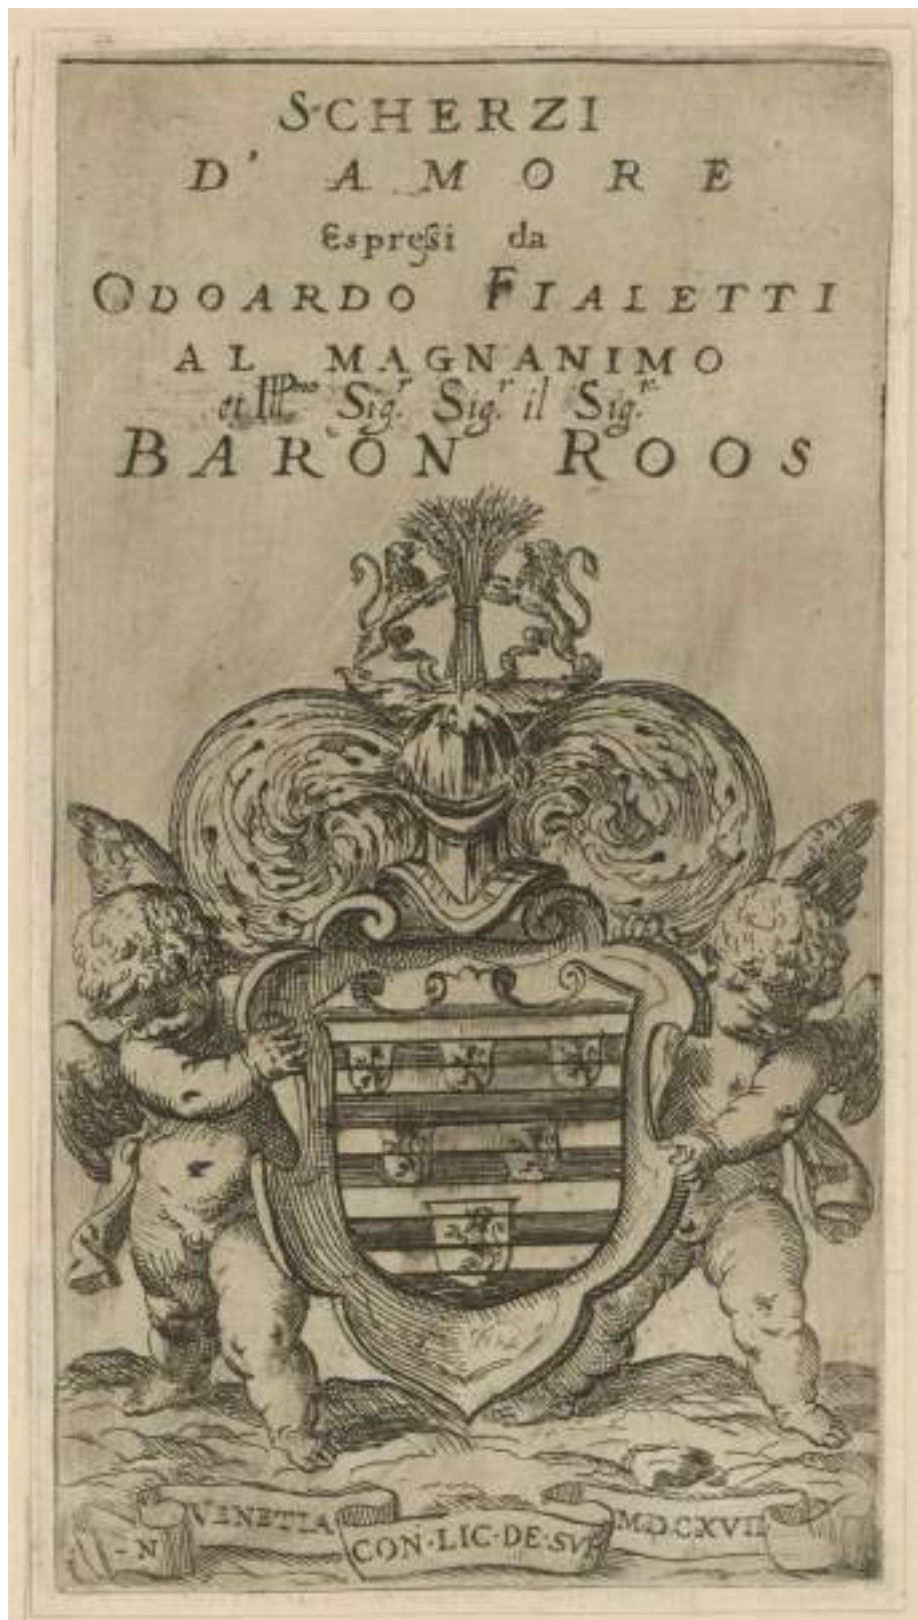 SCHERZI
D' AMORE
Espreſsi da
ODOARDO FIALETTI
AL MAGNANIMO
et Ill.mo Sig.r Sig.r il Sig.r
BARON ROOS
-N VENETIA CON·LIC·DE·SVP MDCXVII